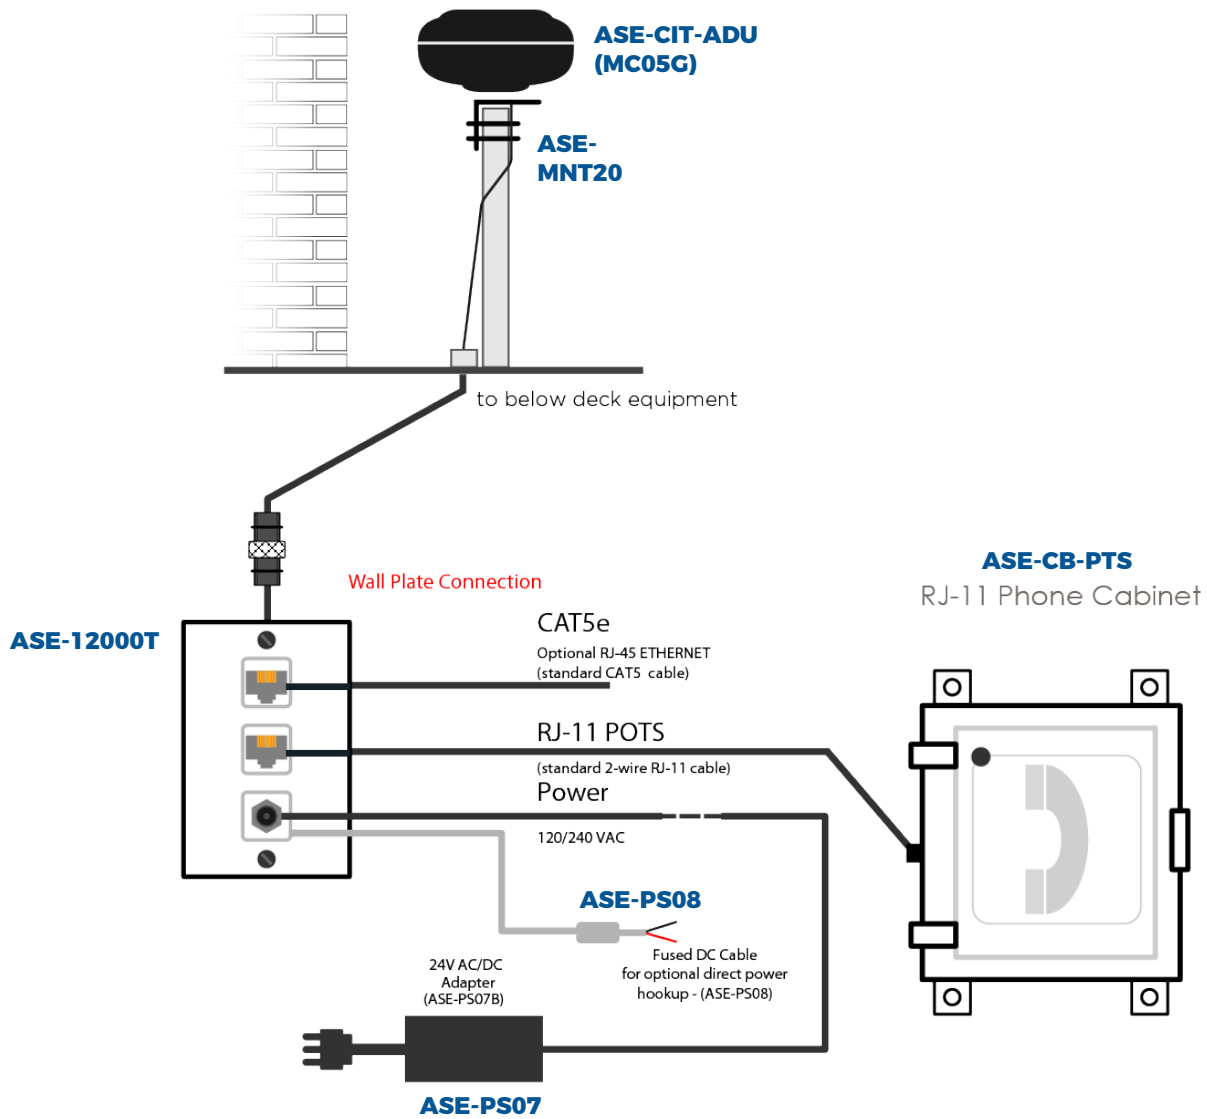 ASE-CIT-ADU
(MC05G)
ASE-
MNT20
to below deck equipment
Wall Plate Connection
ASE-CB-PTS
RJ-11 Phone Cabinet
ASE-12000T
CAT5e
Optional RJ-45 ETHERNET
(standard CAT5 cable)
RJ-11 POTS
(standard 2-wire RJ-11 cable)
Power
120/240 VAC
ASE-PS08
Fused DC Cable
for optional direct power
hookup - (ASE-PS08)
24V AC/DC
Adapter
(ASE-PS07B)
ASE-PS07